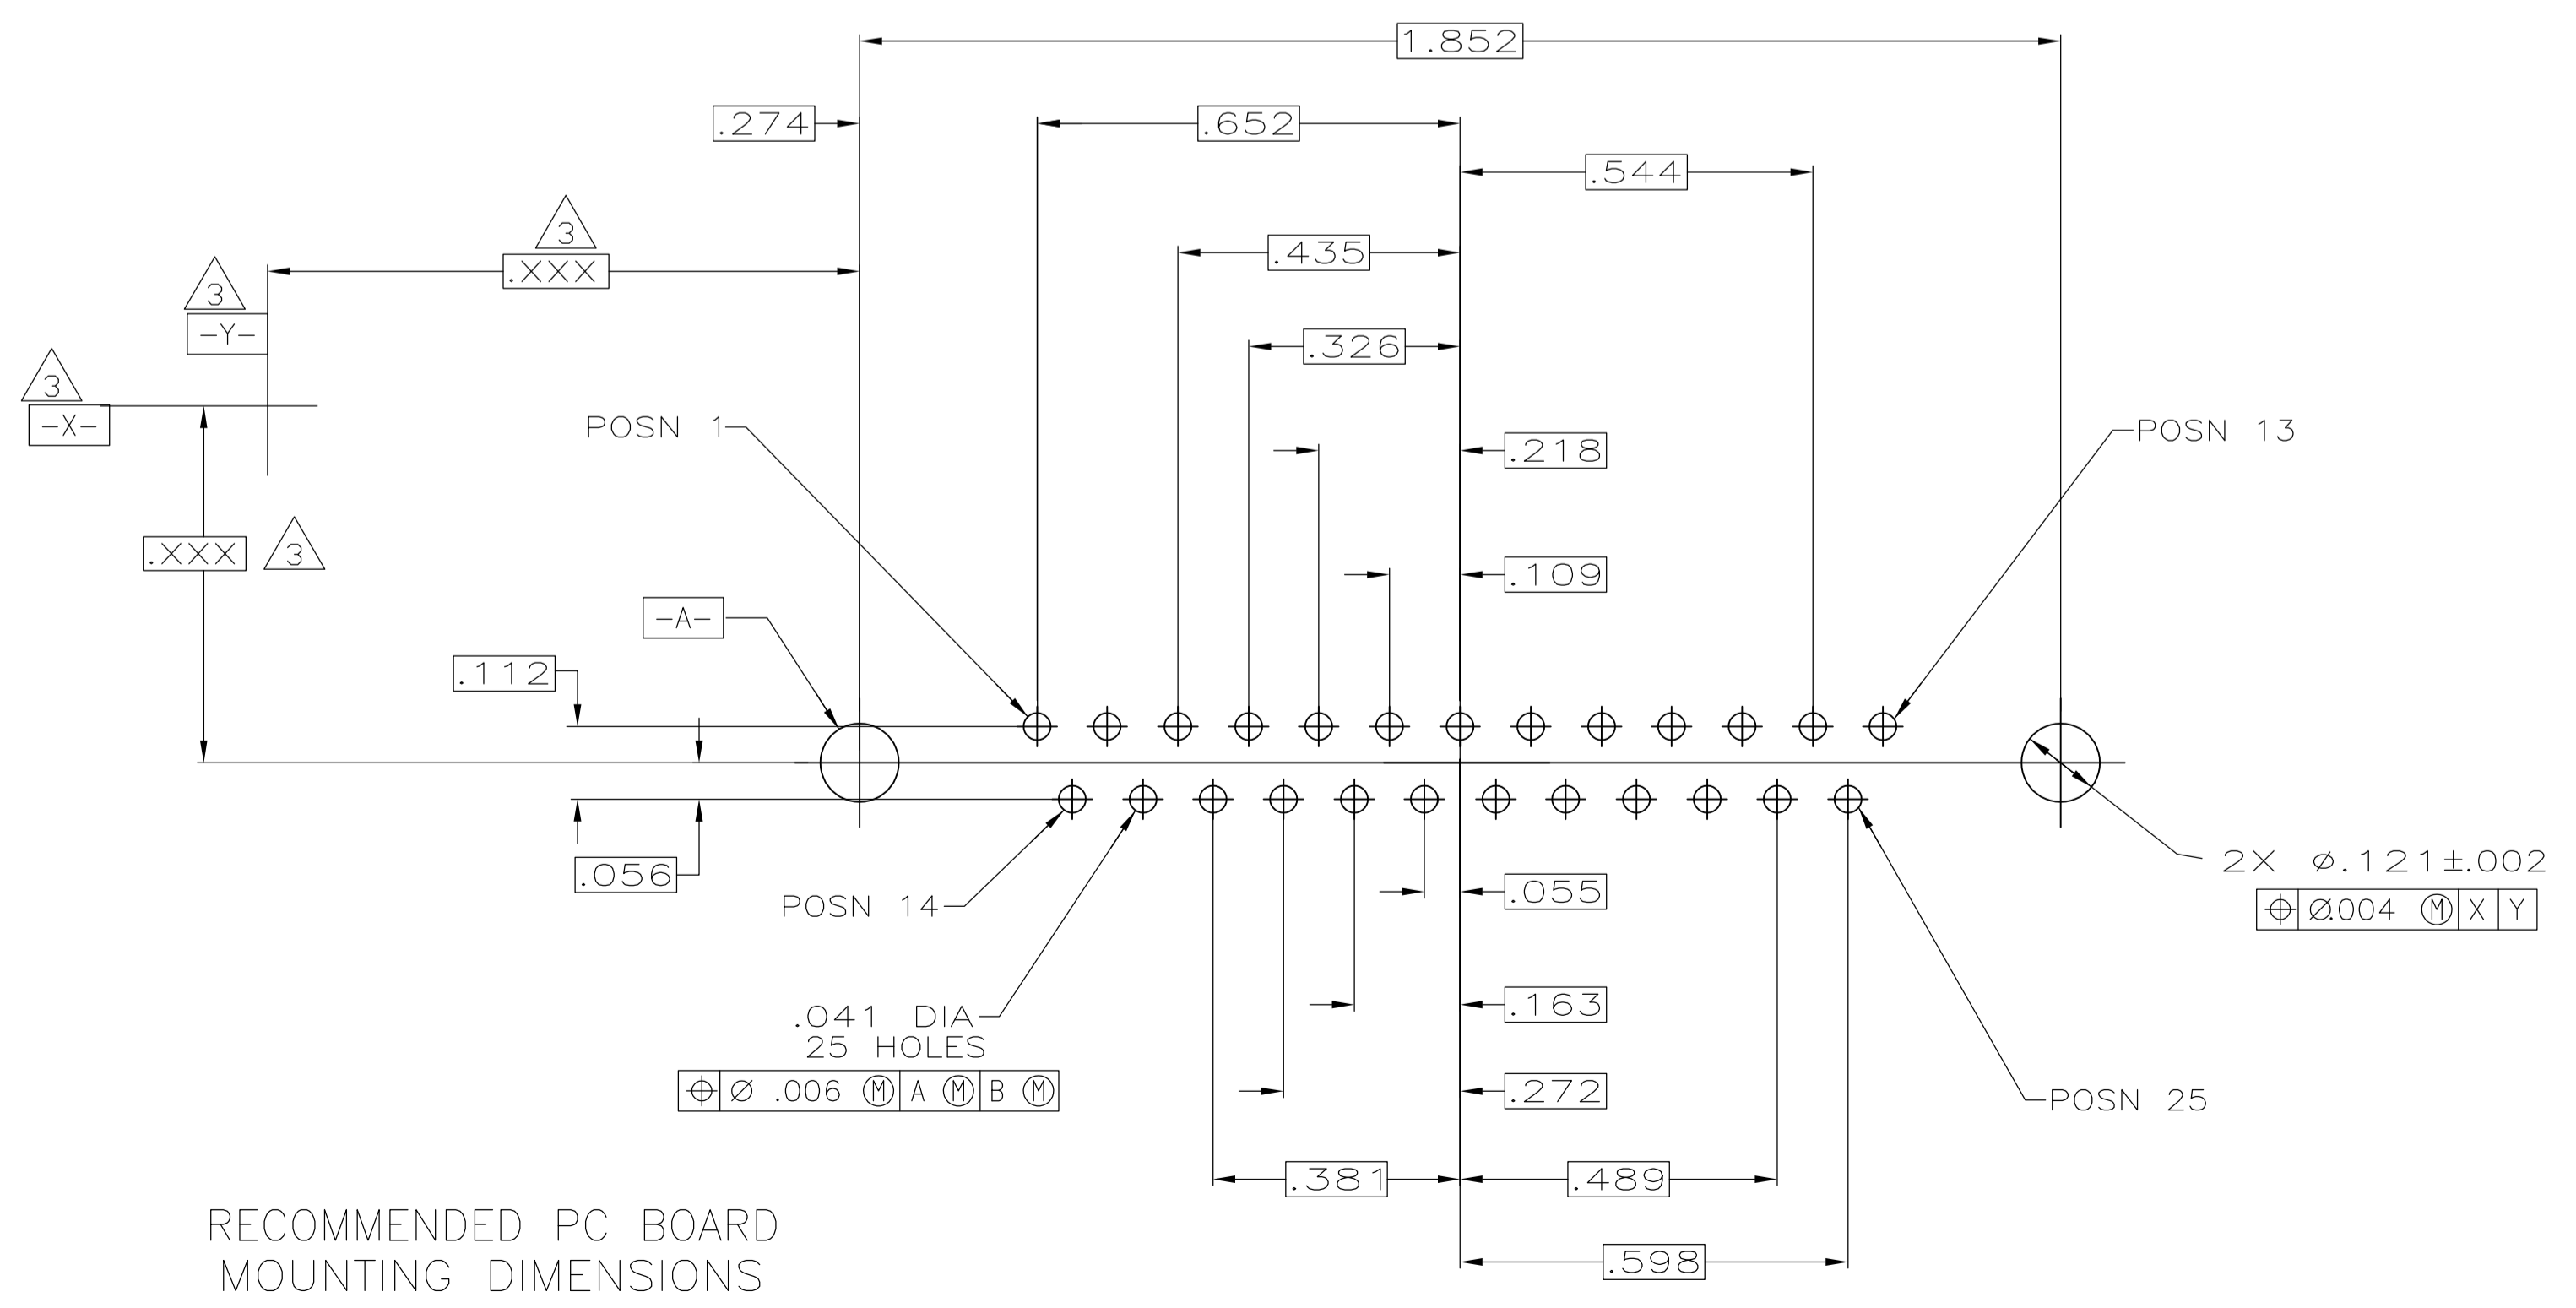 1.852
.274
.652
.544
3
.XXX
.435
3
-Y-
.326
3
-X-
POSN 1
.218
POSN 13
.XXX
3
.109
-A-
.112
.056
POSN 14
.055
2X ⌀.121±.002
⌖ ⌀.004 Ⓜ X Y
.041 DIA
25 HOLES
⌖ ⌀ .006 Ⓜ A Ⓜ B Ⓜ
.163
.272
POSN 25
.381
.489
.598
RECOMMENDED PC BOARD
MOUNTING DIMENSIONS